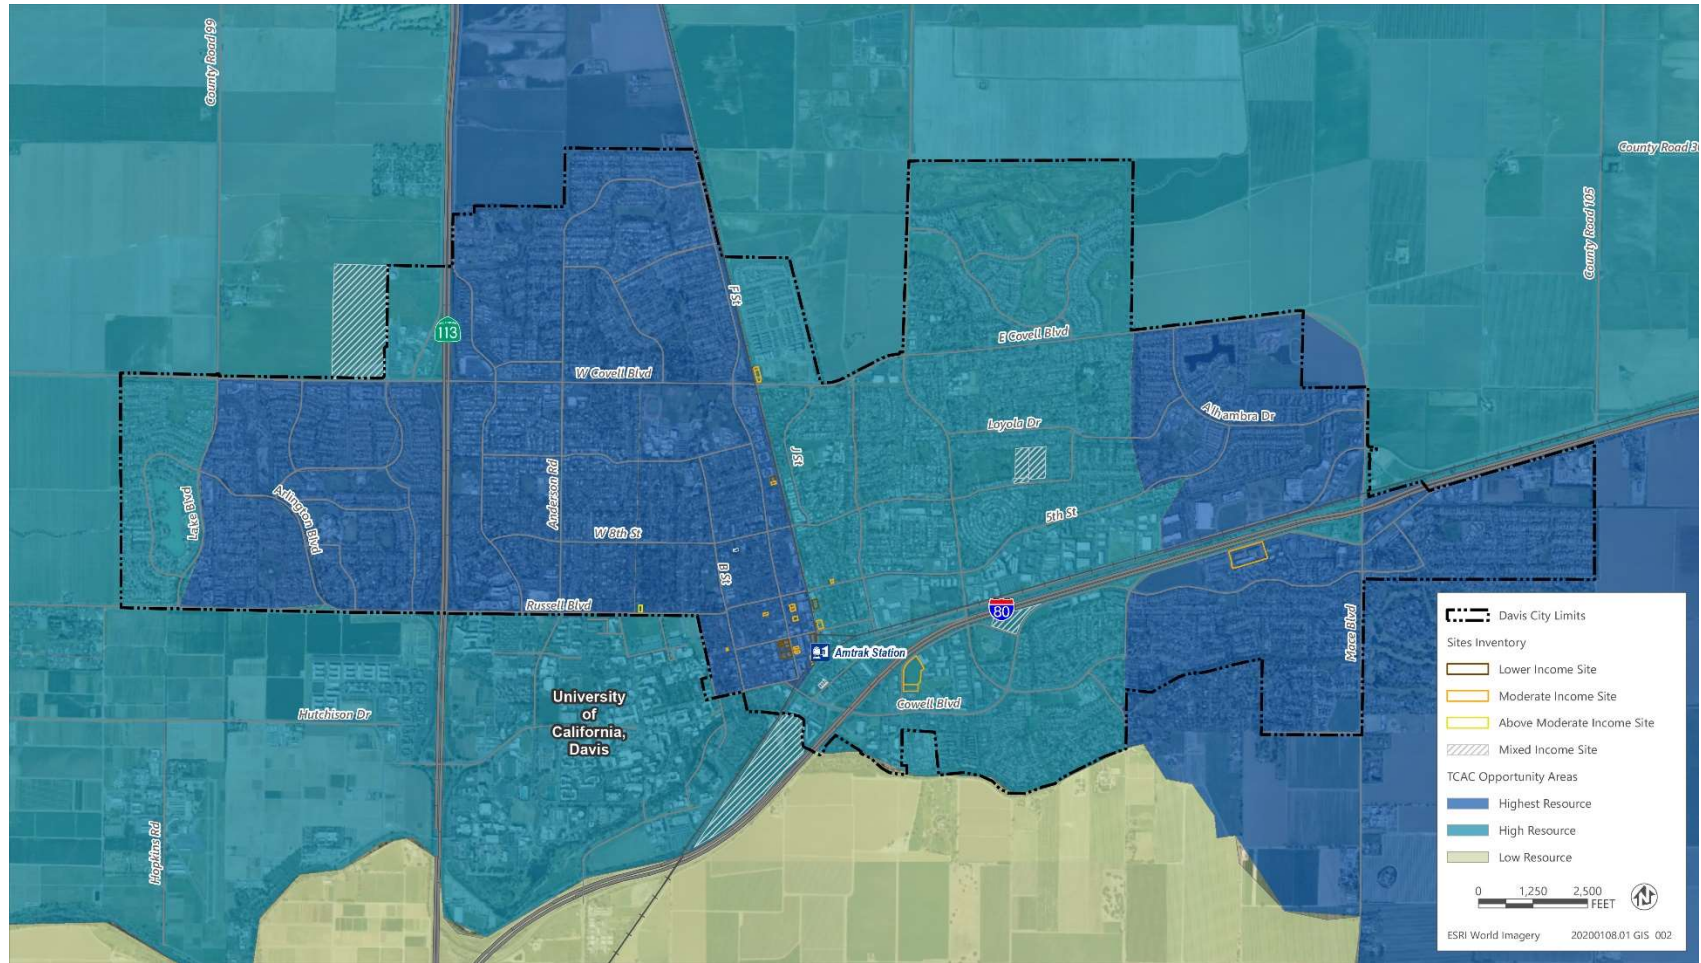 County Road 99
County Road 105
113
F St
E Covell Blvd
W Covell Blvd
Alhambra Dr
Loyola Dr
J St
Anderson Rd
Lake Blvd
Arlington Blvd
5th St
W 8th St
B St
Russell Blvd
80
Mace Blvd
Amtrak Station
University
of
California,
Davis
Cowell Blvd
Hutchison Dr
Hopkins Rd
Davis City Limits
Sites Inventory
Lower Income Site
Moderate Income Site
Above Moderate Income Site
Mixed Income Site
TCAC Opportunity Areas
Highest Resource
High Resource
Low Resource
0 1,250 2,500
FEET
N
ESRI World Imagery 20200108.01 GIS 002